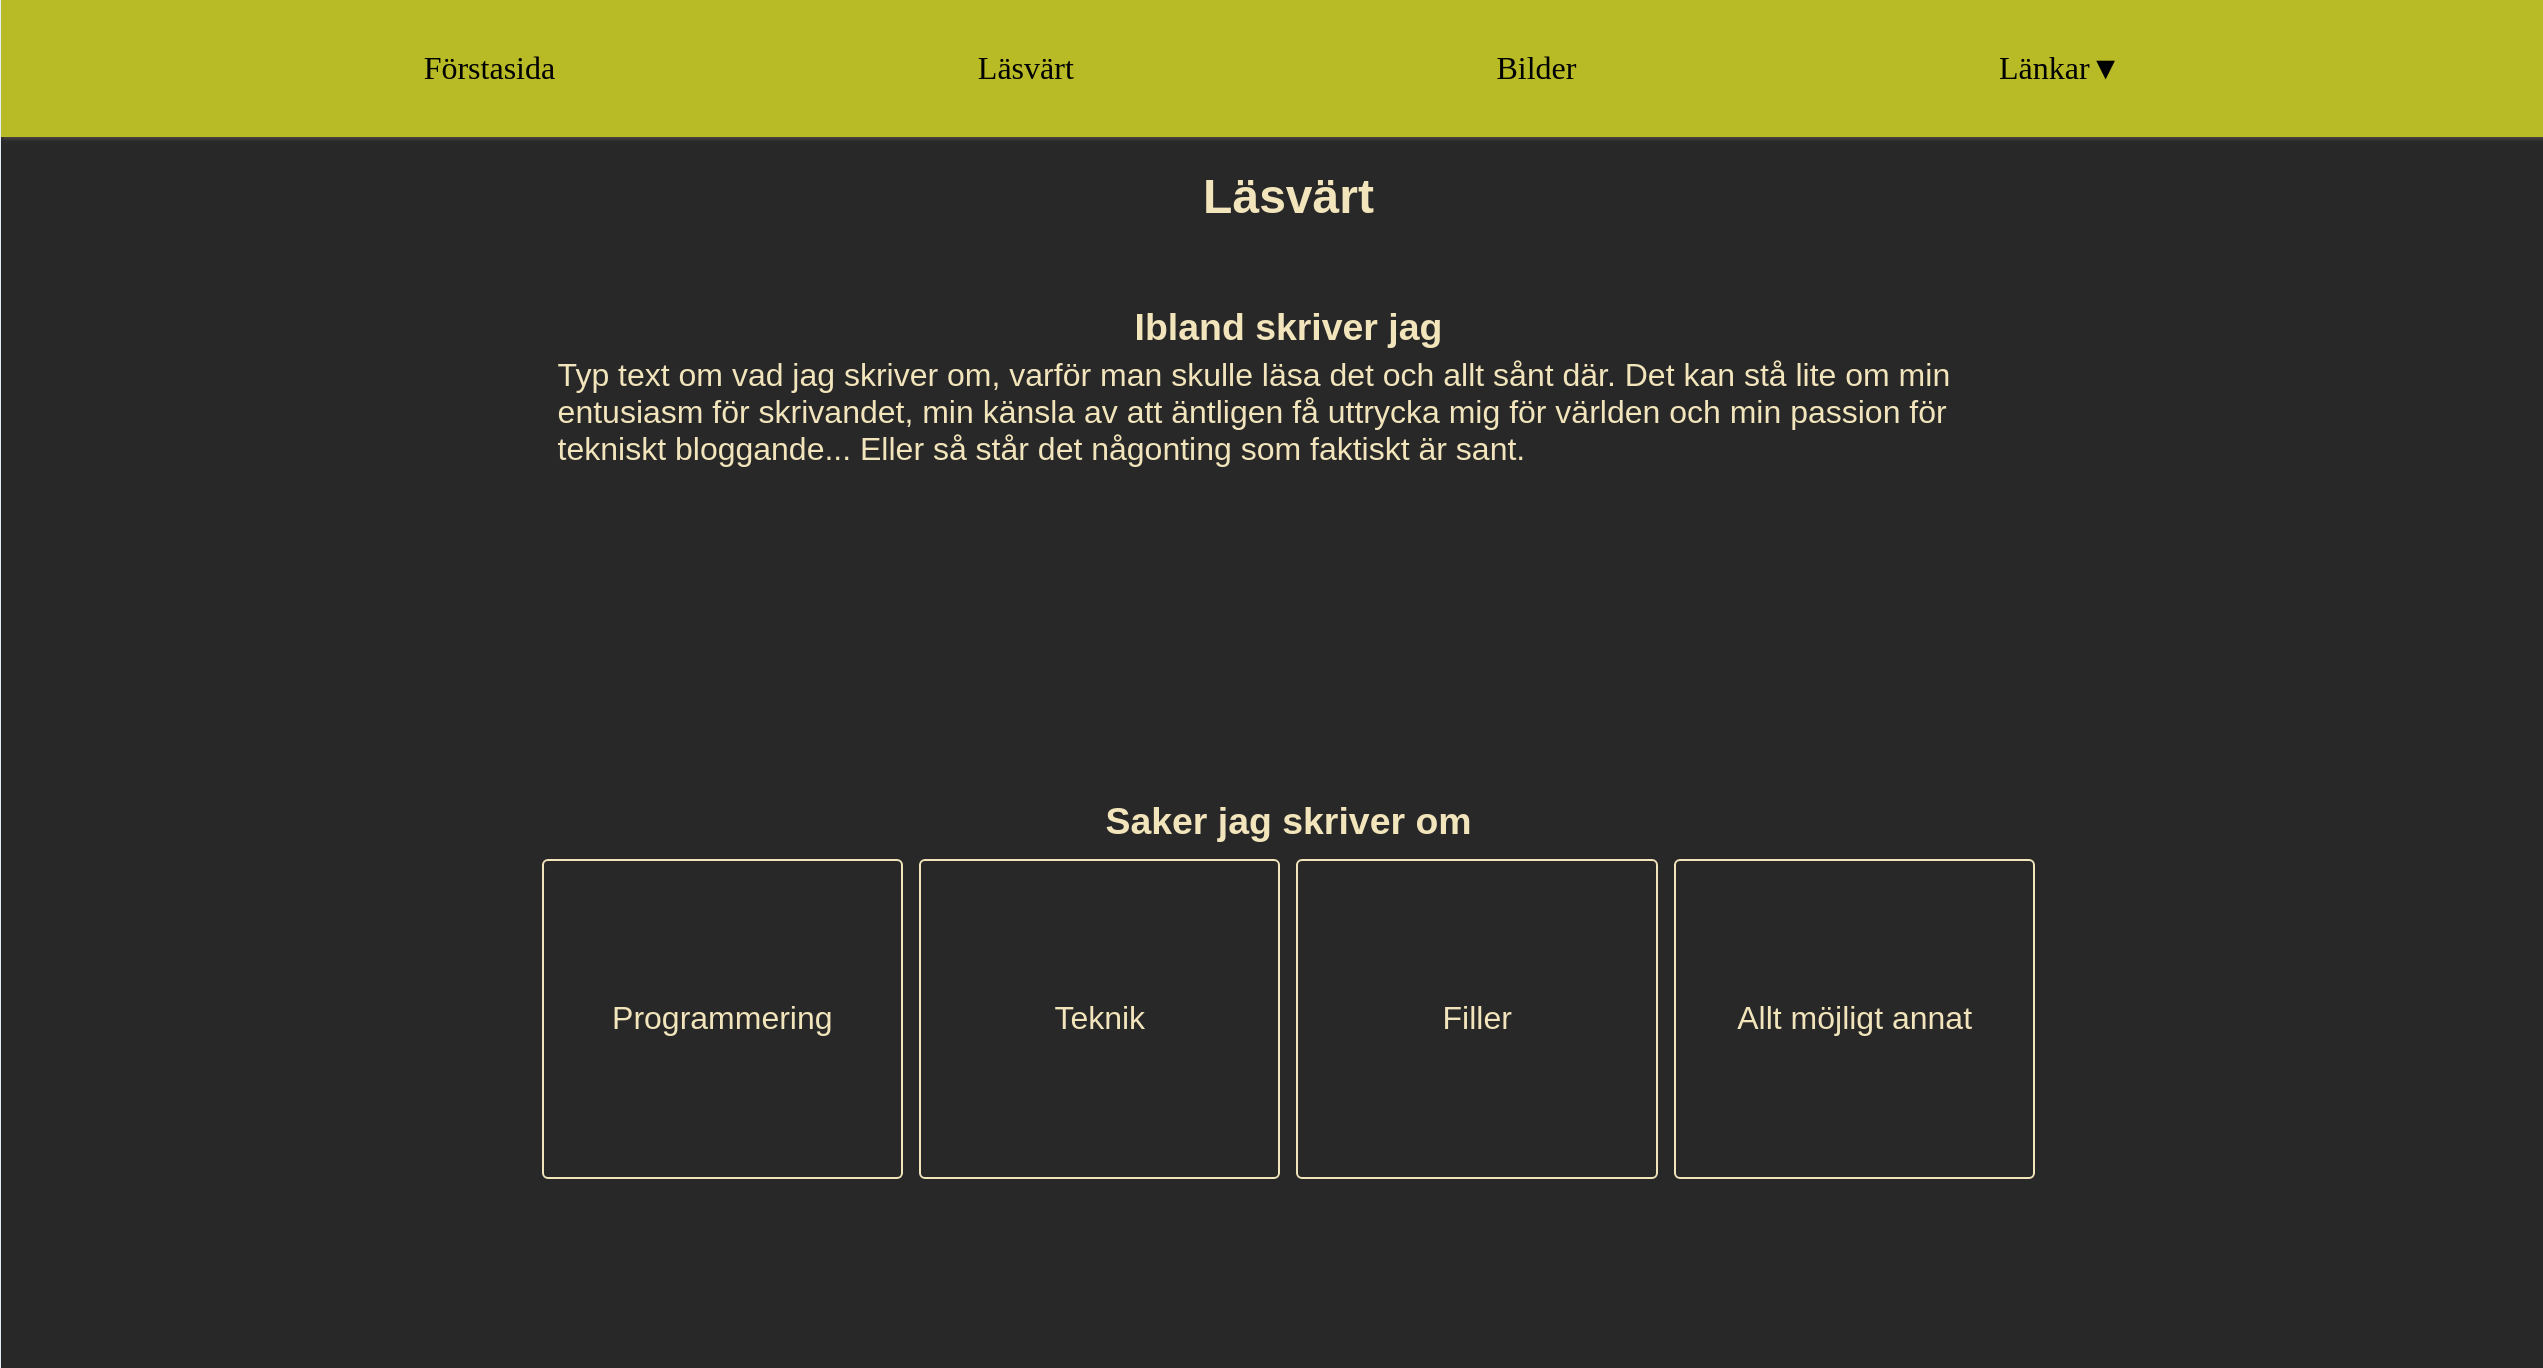 Förstasida
Läsvärt
Bilder
Länkar▼
Läsvärt
Ibland skriver jag
Typ text om vad jag skriver om, varför man skulle läsa det och allt sånt där. Det kan stå lite om min
entusiasm för skrivandet, min känsla av att äntligen få uttrycka mig för världen och min passion för
tekniskt bloggande... Eller så står det någonting som faktiskt är sant.
Saker jag skriver om
Programmering
Teknik
Filler
Allt möjligt annat